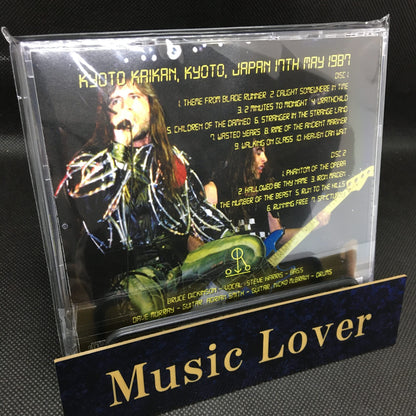 KYOTO KAIKAN, KYOTO, JAPAN 17TH MAY 1987
DISC 1
1. THEME FROM BLADE RUNNER 2. CAUGHT SOMEWHERE IN TIME
3. 2 MINUTES TO MIDNIGHT 4. WRATHCHILD
5. CHILDREN OF THE DAMNED 6. STRANGER IN THE STRANGE LAND
7. WASTED YEARS 8. RIME OF THE ANCIENT MARINER
9. WALKING ON GLASS 10. HEAVEN CAN WAIT
DISC 2
1. PHANTOM OF THE OPERA
2. HALLOWED BE THY NAME 3. IRON MAIDEN
THE NUMBER OF THE BEAST 5. RUN TO THE HILLS
6. RUNNING FREE 7. SANCTUARY
BRUCE DICKINSON - VOCAL STEVE HARRIS - BASS
DAVE MURRAY - GUITAR ADRIAN SMITH - GUITAR NICKO McBRAIN - DRUMS
Music Lover